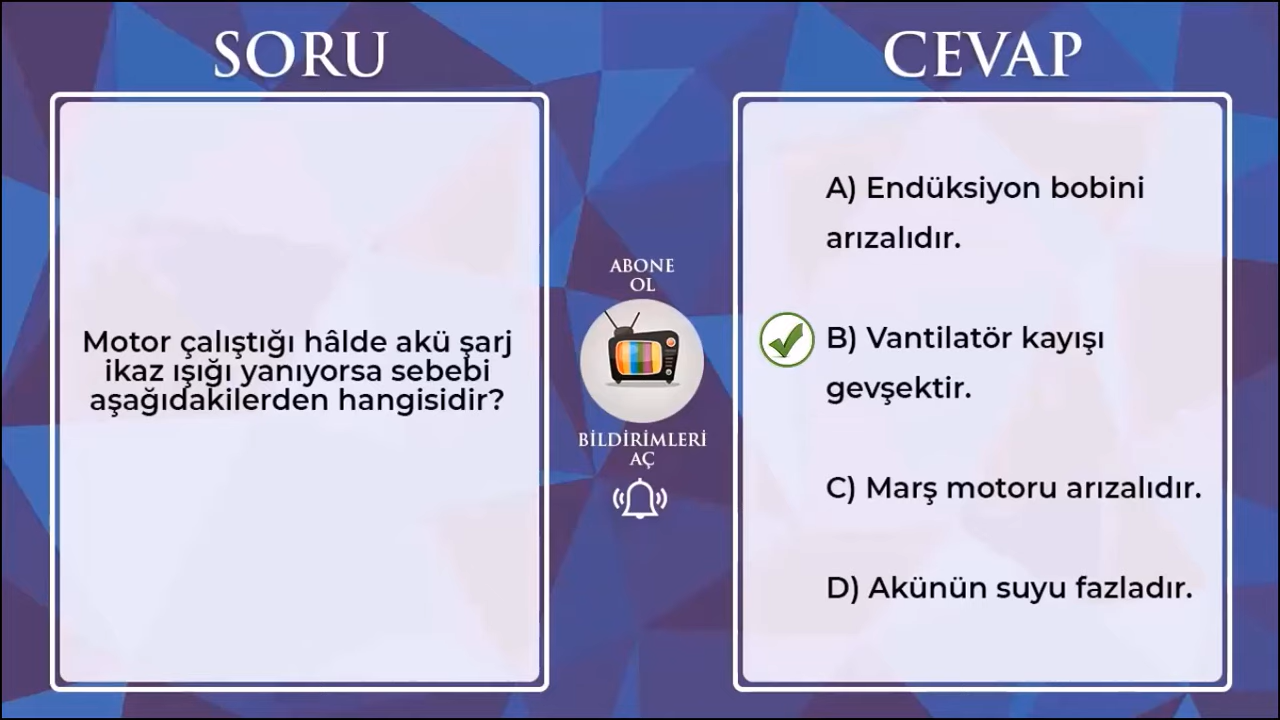 SORU
Motor çalıştığı hâlde akü şarj
ikaz ışığı yanıyorsa sebebi
aşağıdakilerden hangisidir?
ABONE
OL
BİLDİRİMLERİ
AÇ
CEVAP
A) Endüksiyon bobini
arızalıdır.
B) Vantilatör kayışı
gevşektir.
C) Marş motoru arızalıdır.
D) Akünün suyu fazladır.